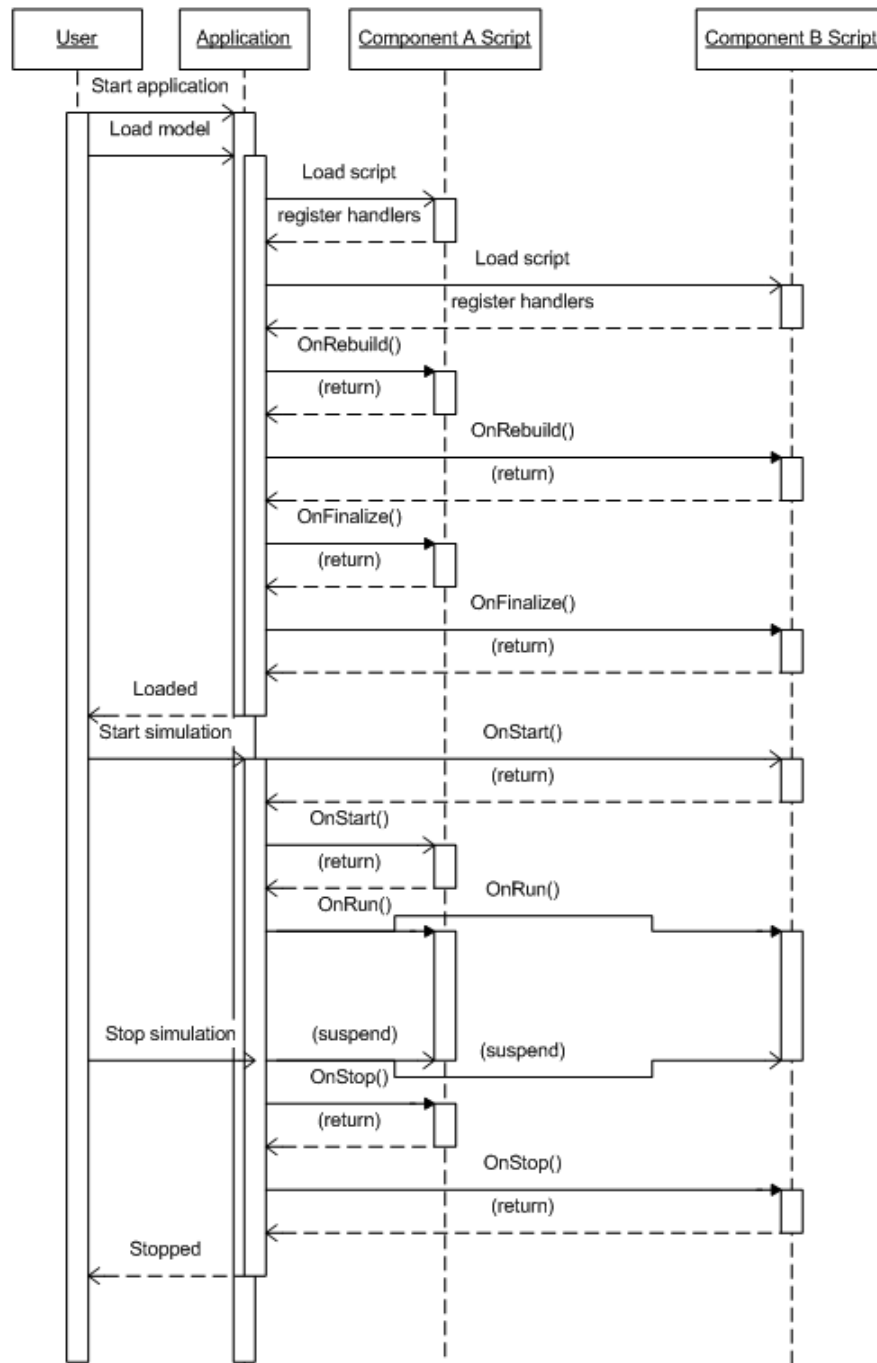 User
Application
Component A Script
Component B Script
Start application
Load model
Load script
register handlers
Load script
register handlers
OnRebuild()
(return)
OnRebuild()
(return)
OnFinalize()
(return)
OnFinalize()
(return)
Loaded
Start simulation
OnStart()
(return)
OnStart()
(return)
OnRun()
OnRun()
Stop simulation
(suspend)
(suspend)
OnStop()
(return)
OnStop()
(return)
Stopped